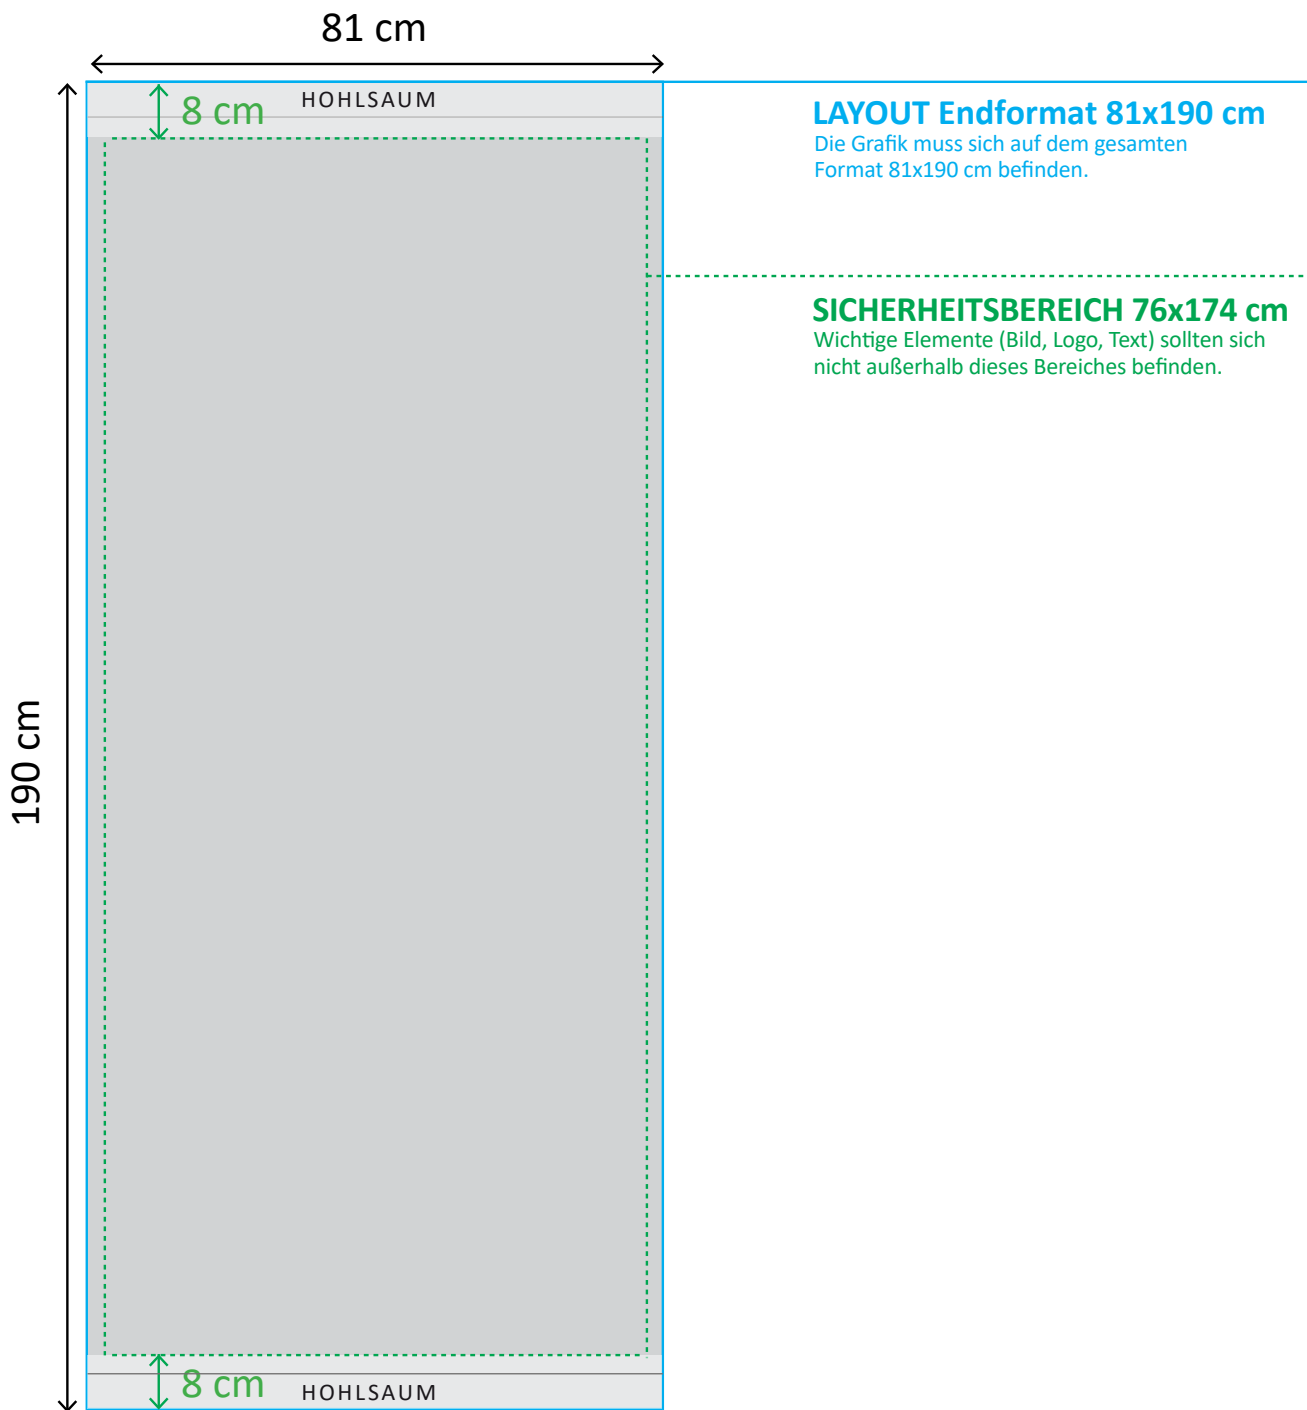 81 cm
8 cm
HOHLSAUM
LAYOUT Endformat 81x190 cm
Die Grafik muss sich auf dem gesamten
Format 81x190 cm befinden.
SICHERHEITSBEREICH 76x174 cm
Wichtige Elemente (Bild, Logo, Text) sollten sich
nicht außerhalb dieses Bereiches befinden.
190 cm
8 cm
HOHLSAUM